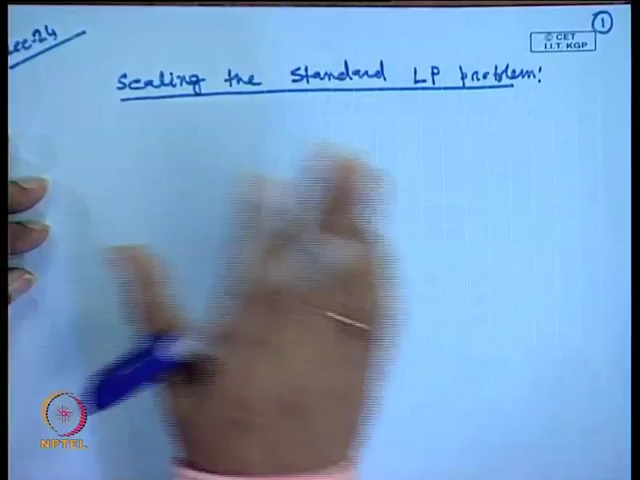 Lec-24
© CET
I.I.T. KGP
1
Scaling the Standard LP problem:
NPTEL